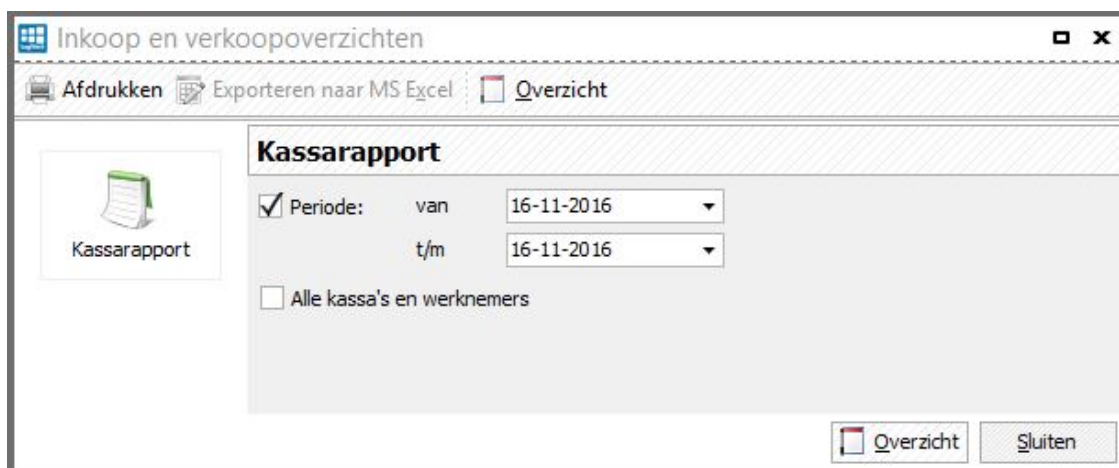 Inkoop en verkoopoverzichten
Afdrukken Exporteren naar MS Excel Overzicht
Kassarapport
Periode: van 16-11-2016
Kassarapport t/m 16-11-2016
Alle kassa's en werknemers
Overzicht Sluiten